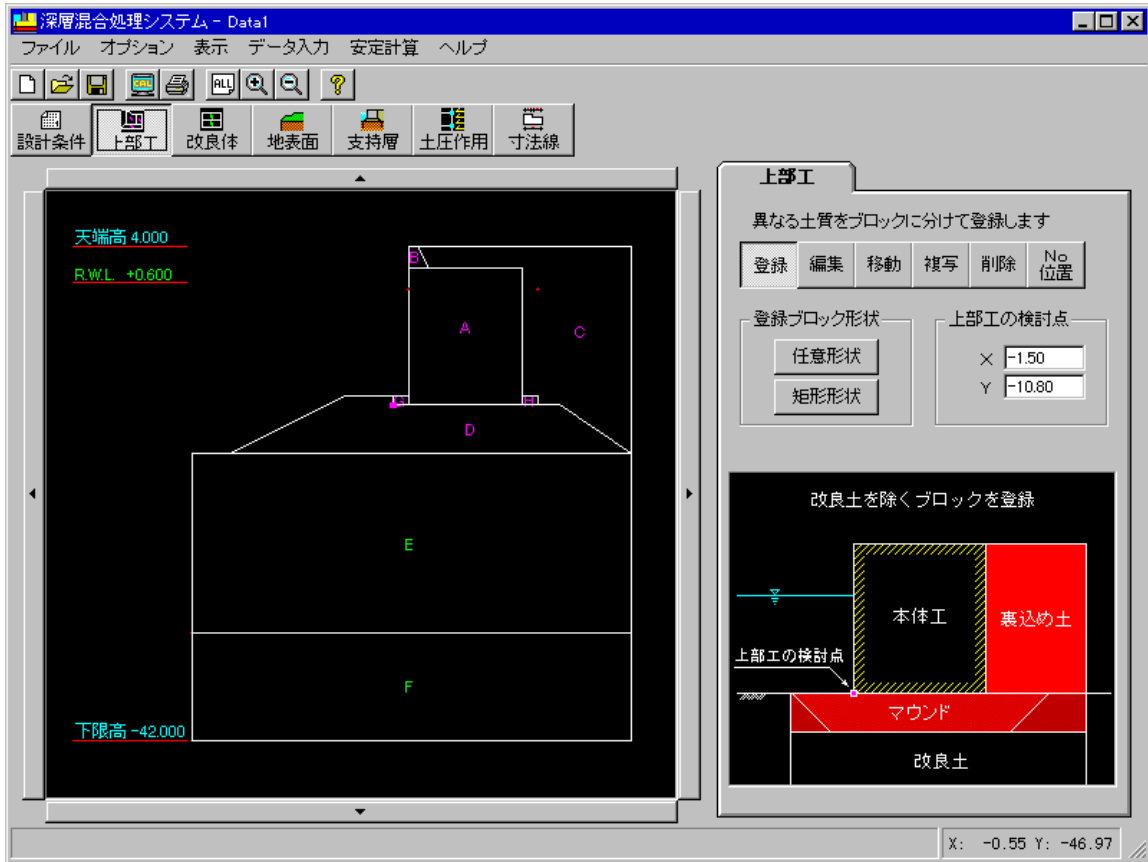 深層混合処理システム - Data1
ファイル オプション 表示 データ入力 安定計算 ヘルプ
CAL ALL ?
設計条件 上部工 改良体 地表面 支持層 土圧作用 寸法線
天端高 4.000
R.W.L. +0.600
B
A
C
G
H
D
E
F
下限高 -42.000
上部工
異なる土質をブロックに分けて登録します
登録 編集 移動 複写 削除 No位置
登録ブロック形状
任意形状
矩形形状
上部工の検討点
X -1.50
Y -10.80
改良土を除くブロックを登録
本体工
裏込め土
上部工の検討点
マウンド
改良土
X: -0.55 Y: -46.97